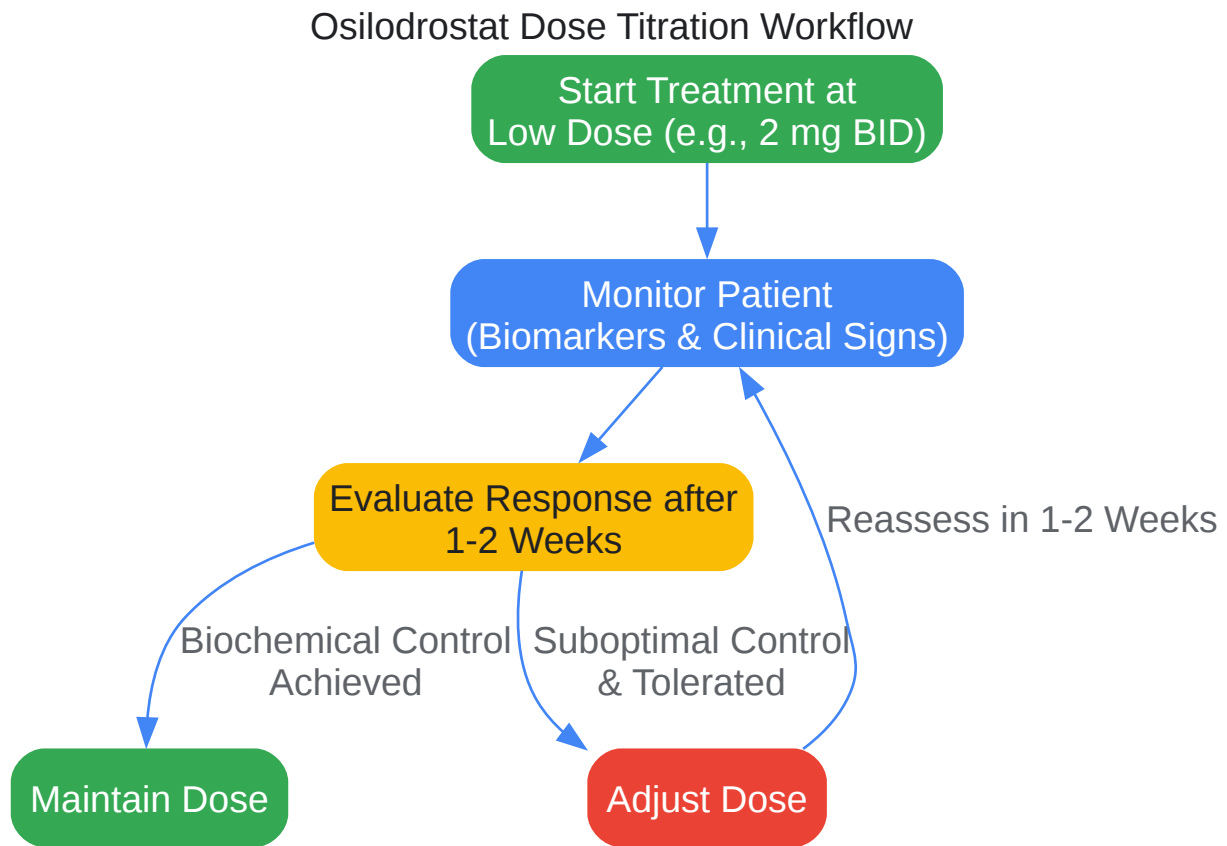 Osilodrostat Dose Titration Workflow
Start Treatment at
Low Dose (e.g., 2 mg BID)
Monitor Patient
(Biomarkers & Clinical Signs)
Evaluate Response after
1-2 Weeks
Reassess in 1-2 Weeks
Biochemical Control
Achieved
Suboptimal Control
& Tolerated
Maintain Dose
Adjust Dose